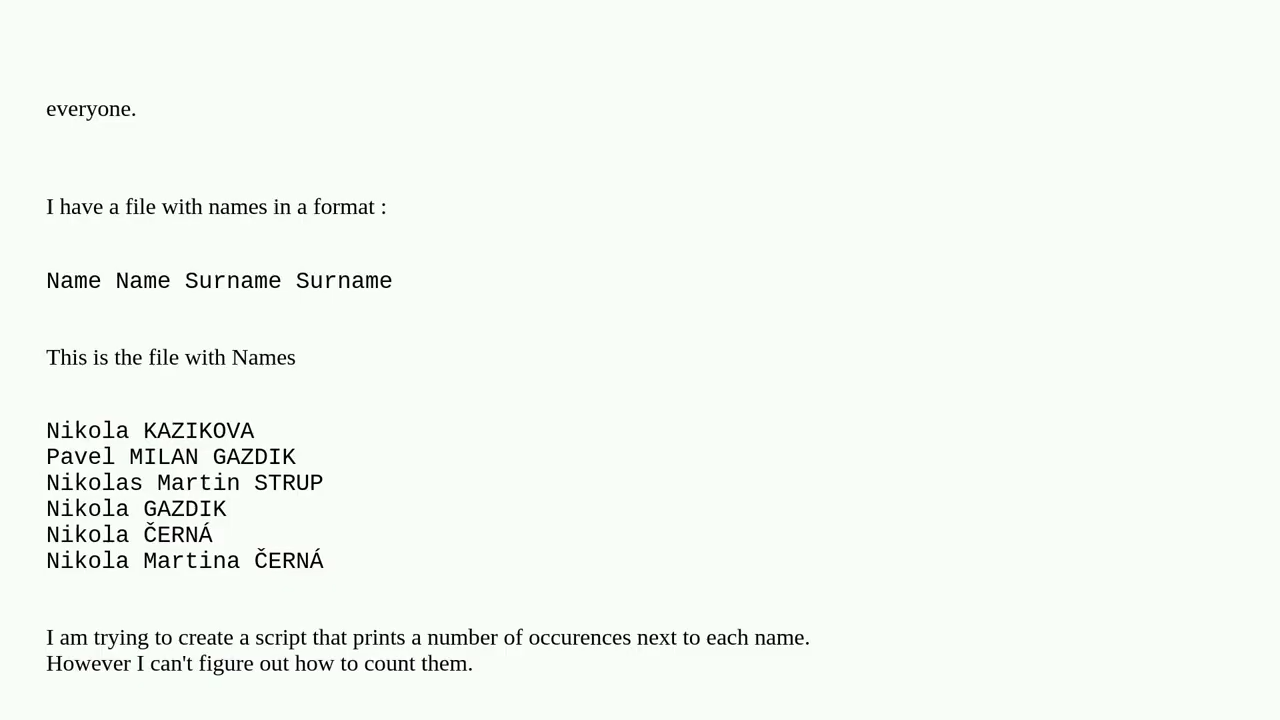 everyone.
I have a file with names in a format :
Name Name Surname Surname
This is the file with Names
Nikola KAZIKOVA
Pavel MILAN GAZDIK
Nikolas Martin STRUP
Nikola GAZDIK
Nikola ČERNÁ
Nikola Martina ČERNÁ
I am trying to create a script that prints a number of occurences next to each name.
However I can't figure out how to count them.